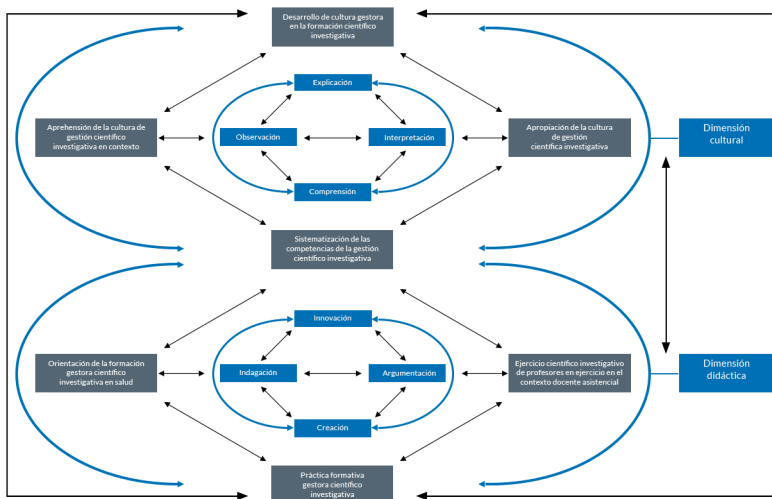 Desarrollo de cultura gestora
en la formación científico
investigativa
Explicación
Aprehensión de la cultura de
gestión científico
investigativa en contexto
Observación
Interpretación
Apropiación de la cultura
de gestión
científica investigativa
Dimensión
cultural
Comprensión
Sistematización de las
competencias de la gestión
científico investigativa
Innovación
Orientación de la formación
gestora científico
investigativa en salud
Indagación
Argumentación
Ejercicio científico investigativo
de profesores en ejercicio en el
contexto docente asistencial
Dimensión
didáctica
Creación
Práctica formativa
gestora científico
investigativa